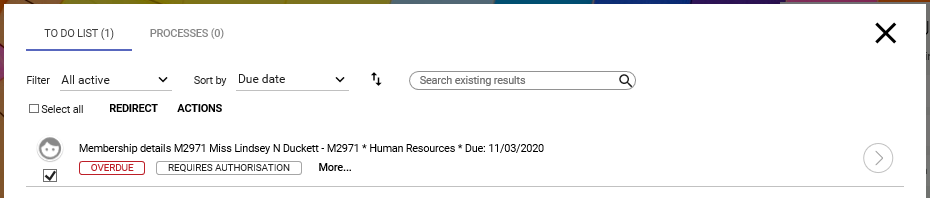 TO DO LIST (1) PROCESSES (0)
Filter All active Sort by Due date Search existing results
Select all REDIRECT ACTIONS
Membership details M2971 Miss Lindsey N Duckett - M2971 * Human Resources * Due: 11/03/2020
OVERDUE REQUIRES AUTHORISATION More...